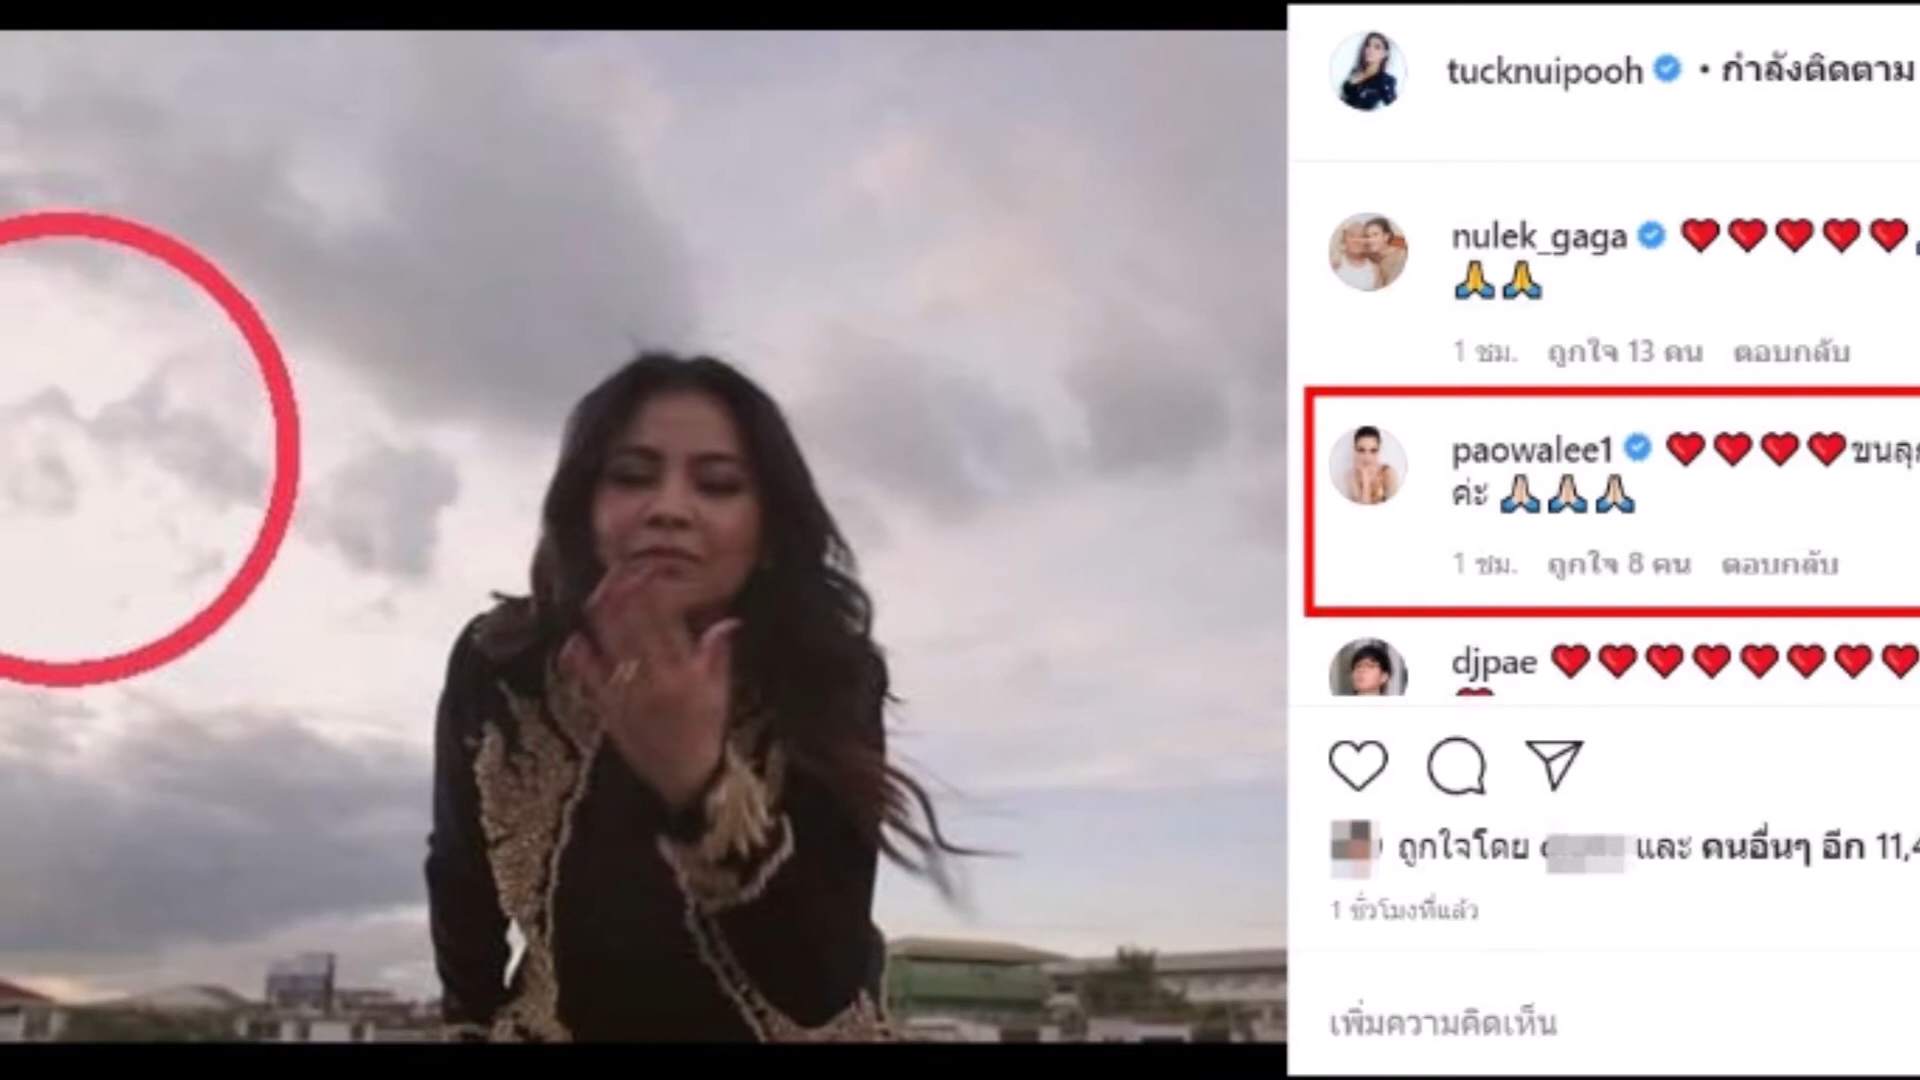 tucknuipooh • กำลังติดตาม
nulek_gaga ❤️❤️❤️❤️❤️
🙏🙏
1 ชม. ถูกใจ 13 คน ตอบกลับ
paowalee1 ❤️❤️❤️❤️
ค่ะ 🙏🏻🙏🏻🙏🏻
1 ชม. ถูกใจ 8 คน ตอบกลับ
djpae ❤️❤️❤️❤️❤️❤️❤️❤️
❤️
ถูกใจโดย และ คนอื่นๆ อีก
1 ชั่วโมงที่แล้ว
เพิ่มความคิดเห็น